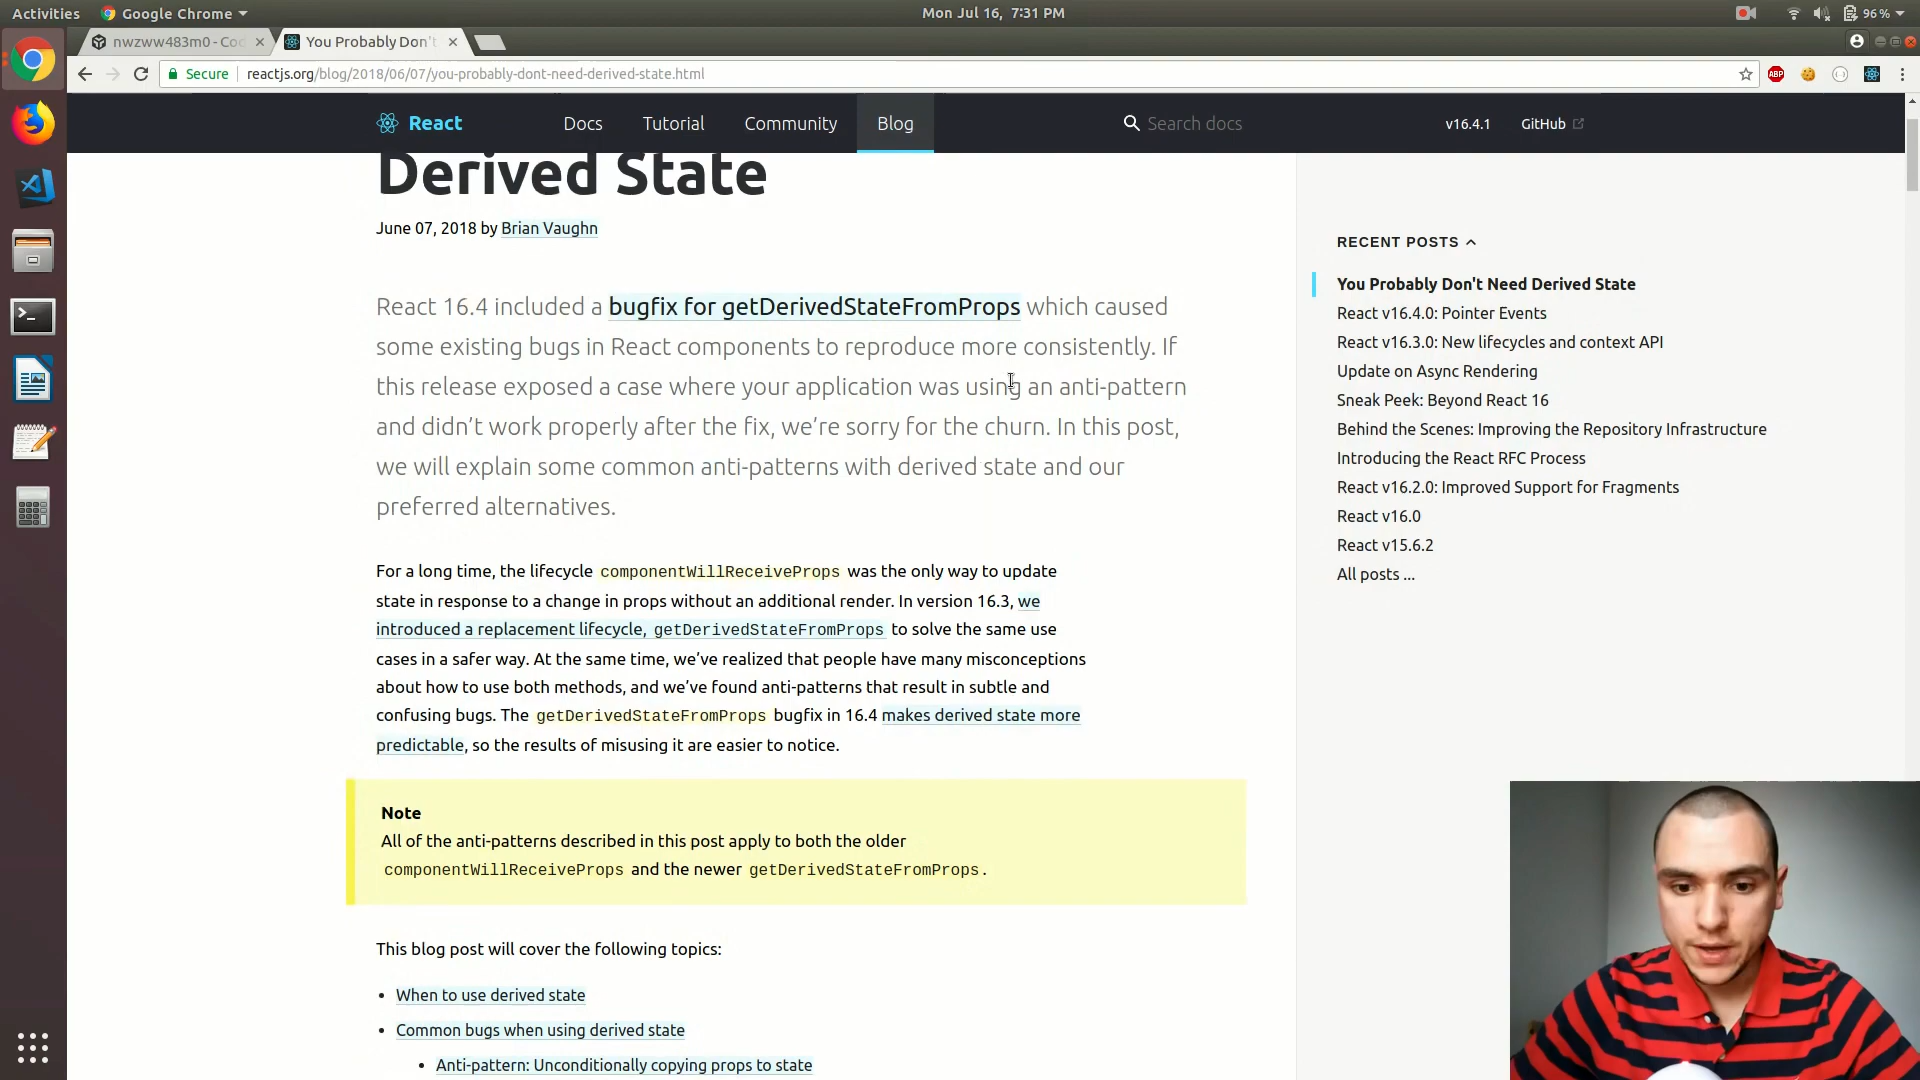 Activities
Google Chrome
Mon Jul 16, 7:31 PM
96 %
nwzww483m0 - Cod
You Probably Don't
Secure
reactjs.org/blog/2018/06/07/you-probably-dont-need-derived-state.html
ABP
React
Docs
Tutorial
Community
Blog
Search docs
v16.4.1
GitHub
Derived State
June 07, 2018 by Brian Vaughn
React 16.4 included a bugfix for getDerivedStateFromProps which caused
some existing bugs in React components to reproduce more consistently. If
this release exposed a case where your application was using an anti-pattern
and didn’t work properly after the fix, we’re sorry for the churn. In this post,
we will explain some common anti-patterns with derived state and our
preferred alternatives.
For a long time, the lifecycle componentWillReceiveProps was the only way to update
state in response to a change in props without an additional render. In version 16.3, we
introduced a replacement lifecycle, getDerivedStateFromProps to solve the same use
cases in a safer way. At the same time, we’ve realized that people have many misconceptions
about how to use both methods, and we’ve found anti-patterns that result in subtle and
confusing bugs. The getDerivedStateFromProps bugfix in 16.4 makes derived state more
predictable, so the results of misusing it are easier to notice.
Note
All of the anti-patterns described in this post apply to both the older
componentWillReceiveProps and the newer getDerivedStateFromProps.
This blog post will cover the following topics:
• When to use derived state
• Common bugs when using derived state
• Anti-pattern: Unconditionally copying props to state
RECENT POSTS
You Probably Don't Need Derived State
React v16.4.0: Pointer Events
React v16.3.0: New lifecycles and context API
Update on Async Rendering
Sneak Peek: Beyond React 16
Behind the Scenes: Improving the Repository Infrastructure
Introducing the React RFC Process
React v16.2.0: Improved Support for Fragments
React v16.0
React v15.6.2
All posts ...